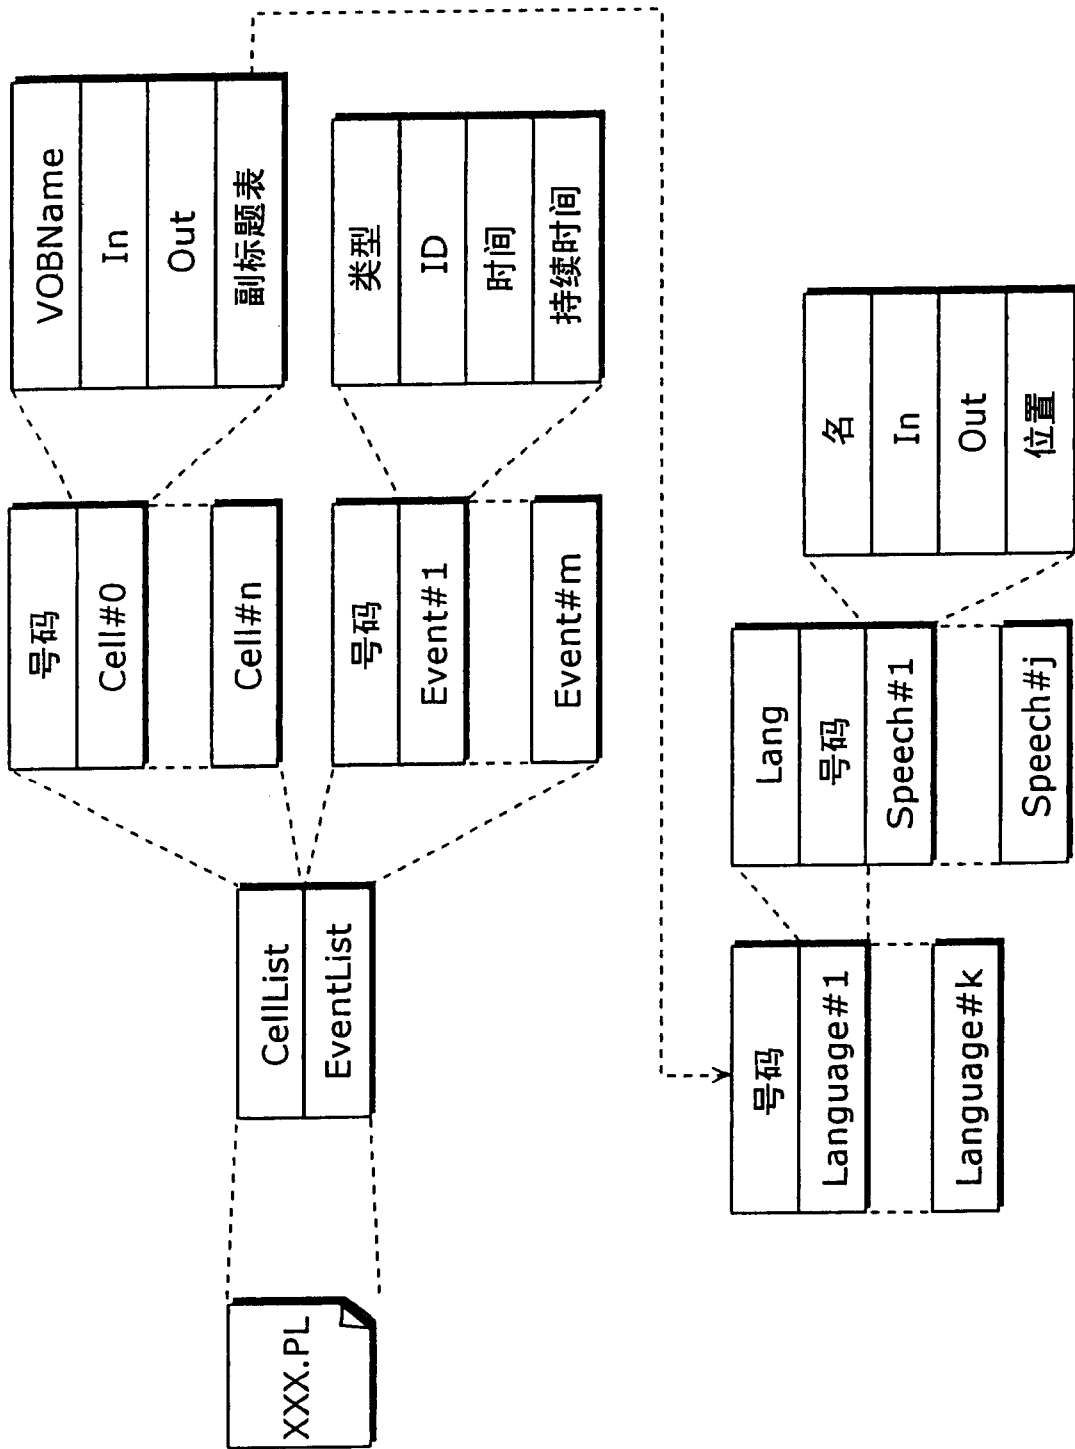 XXX.PL
CellList
EventList
号码
Cell#0
Cell#n
号码
Event#1
Event#m
VOBName
In
Out
副标题表
类型
ID
时间
持续时间
号码
Language#1
Language#k
Lang
号码
Speech#1
Speech#j
名
In
Out
位置